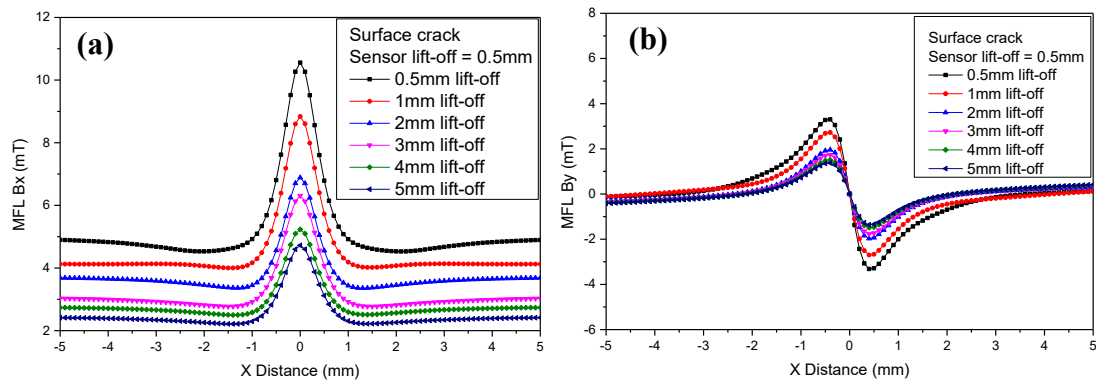 (a)
Surface crack
Sensor lift-off = 0.5mm
0.5mm lift-off
1mm lift-off
2mm lift-off
3mm lift-off
4mm lift-off
5mm lift-off
MFL Bx (mT)
12
10
8
6
4
2
-5 -4 -3 -2 -1 0 1 2 3 4 5
X Distance (mm)
(b)
Surface crack
Sensor lift-off = 0.5mm
0.5mm lift-off
1mm lift-off
2mm lift-off
3mm lift-off
4mm lift-off
5mm lift-off
MFL By (mT)
8
6
4
2
0
-2
-4
-6
-5 -4 -3 -2 -1 0 1 2 3 4 5
X Distance (mm)